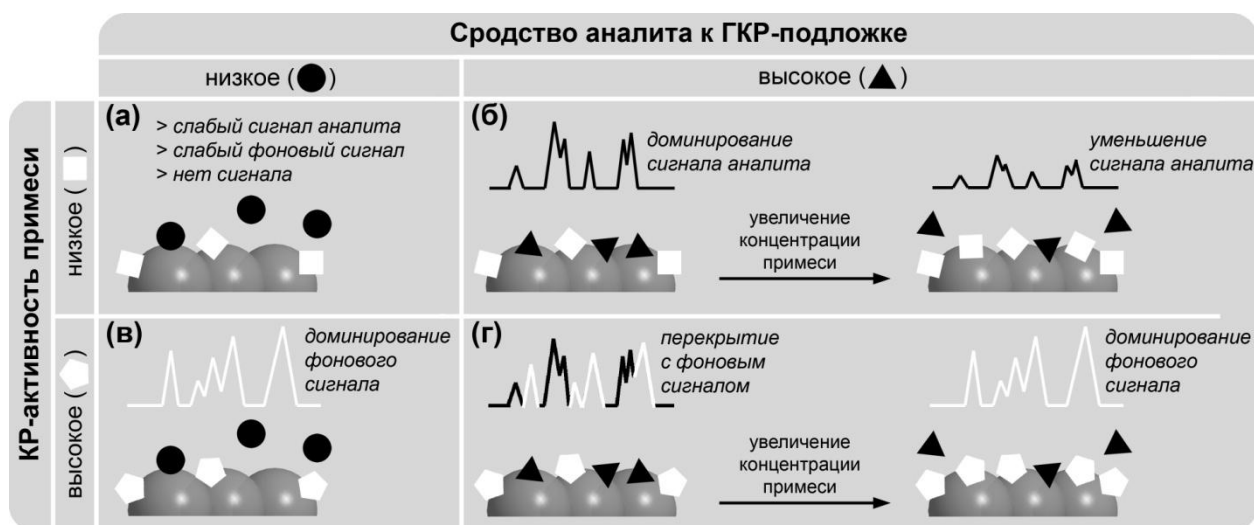 Сродство аналита к ГКР-подложке
низкое ( )
высокое ( )
КР-активность примеси
низкое ( )
высокое ( )
(а)
> слабый сигнал аналита
> слабый фоновый сигнал
> нет сигнала
(б)
доминирование
сигнала аналита
увеличение
концентрации
примеси
уменьшение
сигнала аналита
(в)
доминирование
фонового
сигнала
(г)
перекрытие
с фоновым
сигналом
увеличение
концентрации
примеси
доминирование
фонового
сигнала